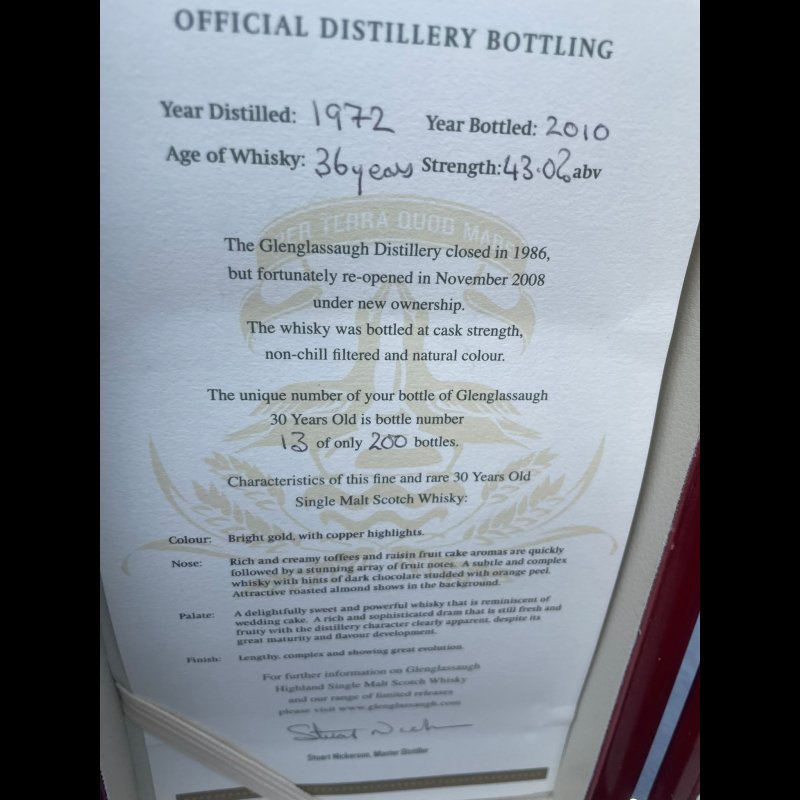 OFFICIAL DISTILLERY BOTTLING
Year Distilled: 1972 Year Bottled: 2010
Age of Whisky: 36 years Strength: 43.06 abv
PER TERRA QUOD MARE
The Glenglassaugh Distillery closed in 1986,
but fortunately re-opened in November 2008
under new ownership.
The whisky was bottled at cask strength,
non-chill filtered and natural colour.
The unique number of your bottle of Glenglassaugh
30 Years Old is bottle number
13 of only 200 bottles.
Characteristics of this fine and rare 30 Years Old
Single Malt Scotch Whisky:
Colour: Bright gold, with copper highlights.
Nose: Rich and creamy toffees and raisin fruit cake aromas are quickly
followed by a stunning array of fruit notes. A subtle and complex
whisky with hints of dark chocolate studded with orange peel.
Attractive roasted almond shows in the background.
Palate: A delightfully sweet and powerful whisky that is reminiscent of
wedding cake. A rich and sophisticated dram that is still fresh and
fruity with the distillery character clearly apparent, despite its
great maturity and flavour development.
Finish: Lengthy, complex and showing great evolution.
For further information on Glenglassaugh
Highland Single Malt Scotch Whisky
and our range of limited releases
please visit www.glenglassaugh.com
Stuart Nickerson, Master Distiller